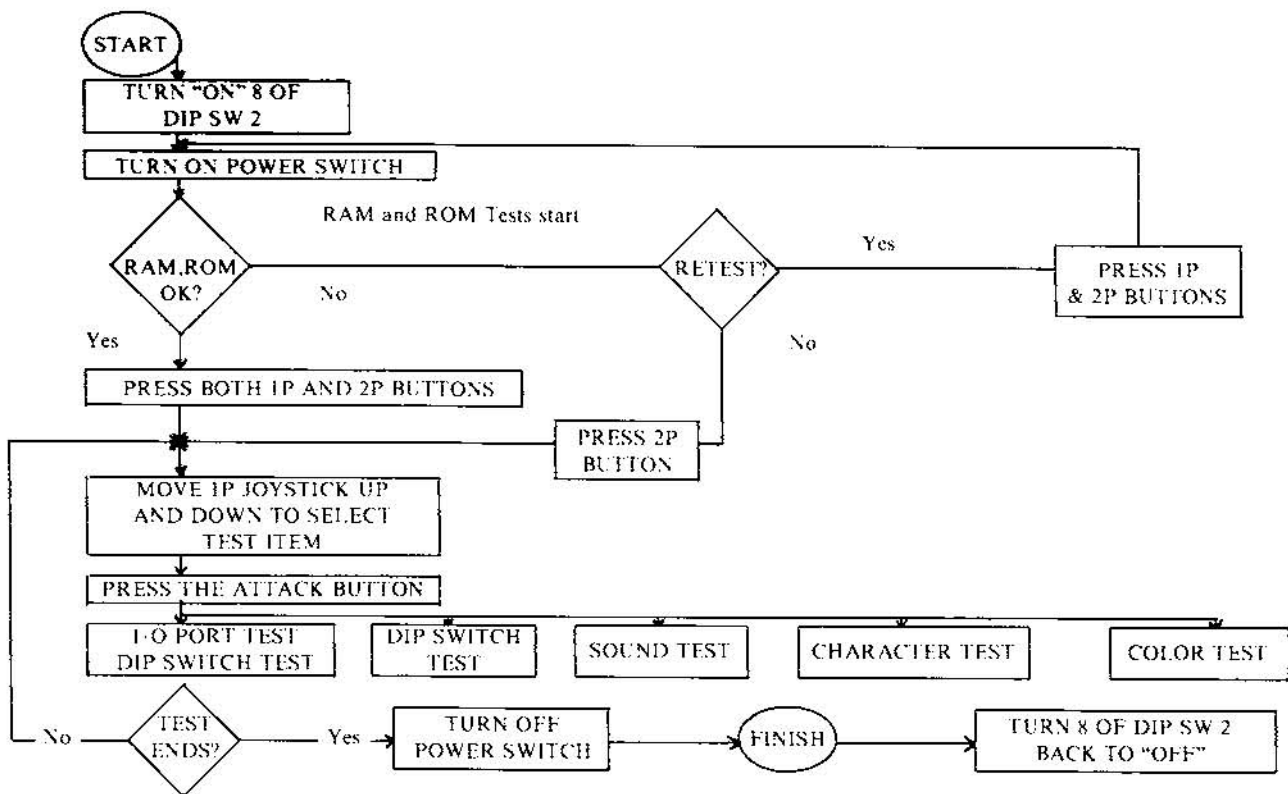 START
TURN “ON” 8 OF
DIP SW 2
TURN ON POWER SWITCH
RAM and ROM Tests start
RAM,ROM
OK?
No
RETEST?
Yes
PRESS 1P
& 2P BUTTONS
Yes
No
PRESS BOTH 1P AND 2P BUTTONS
PRESS 2P
BUTTON
MOVE 1P JOYSTICK UP
AND DOWN TO SELECT
TEST ITEM
PRESS THE ATTACK BUTTON
I-O PORT TEST
DIP SWITCH TEST
DIP SWITCH
TEST
SOUND TEST
CHARACTER TEST
COLOR TEST
No
TEST
ENDS?
Yes
TURN OFF
POWER SWITCH
FINISH
TURN 8 OF DIP SW 2
BACK TO “OFF”